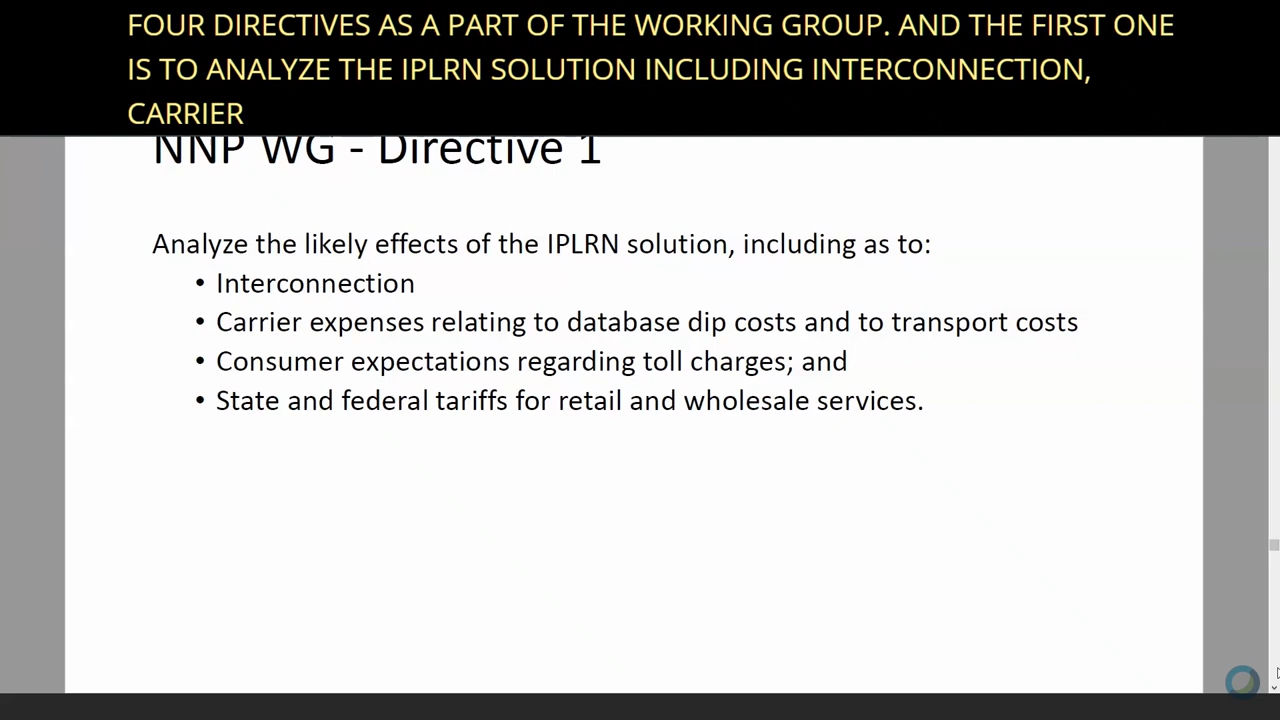 FOUR DIRECTIVES AS A PART OF THE WORKING GROUP. AND THE FIRST ONE
IS TO ANALYZE THE IPLRN SOLUTION INCLUDING INTERCONNECTION,
CARRIER
NNP WG - Directive 1
Analyze the likely effects of the IPLRN solution, including as to:
• Interconnection
• Carrier expenses relating to database dip costs and to transport costs
• Consumer expectations regarding toll charges; and
• State and federal tariffs for retail and wholesale services.